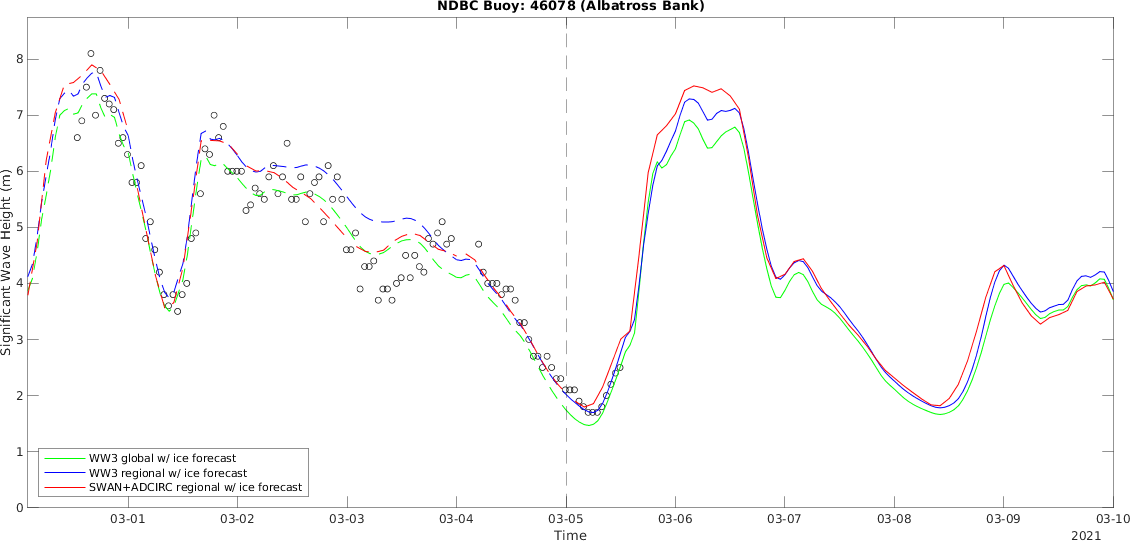 NDBC Buoy: 46078 (Albatross Bank)
Significant Wave Height (m)
8
7
6
5
4
3
2
1
0
WW3 global w/ ice forecast
WW3 regional w/ ice forecast
SWAN+ADCIRC regional w/ ice forecast
03-01 03-02 03-03 03-04 03-05 03-06 03-07 03-08 03-09 03-10
Time
2021